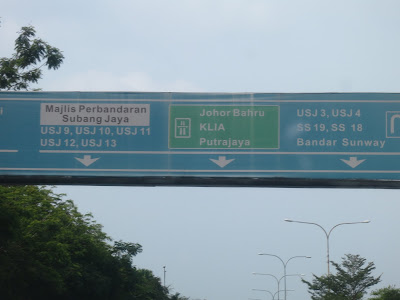 Majlis Perbandaran
Subang Jaya
USJ 9, USJ 10, USJ 11
USJ 12, USJ 13
Johor Bahru
KLIA
Putrajaya
USJ 3, USJ 4
SS 19, SS 18
Bandar Sunway